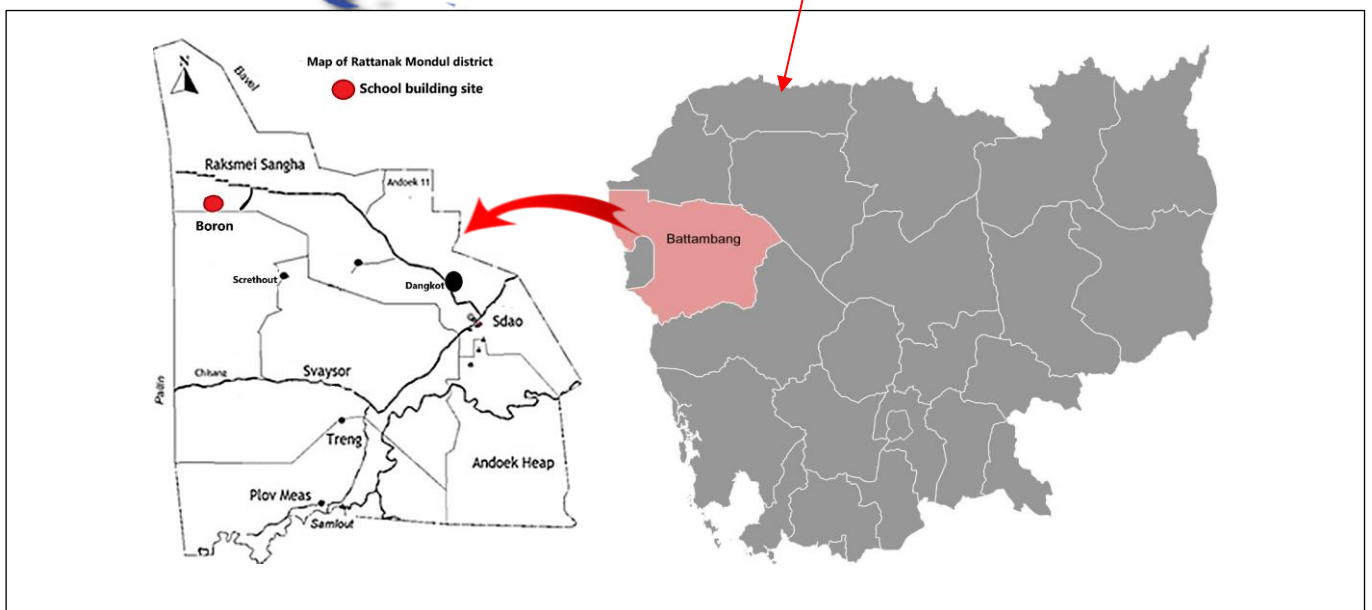 N
Map of Rattanak Mondul district
School building site
Bavel
Raksmei Sangha
Andoek 11
Boron
Battambang
Screthout
Dangkot
Sdao
Chisang
Svaysor
Pailin
Treng
Andoek Heap
Plov Meas
Samlout